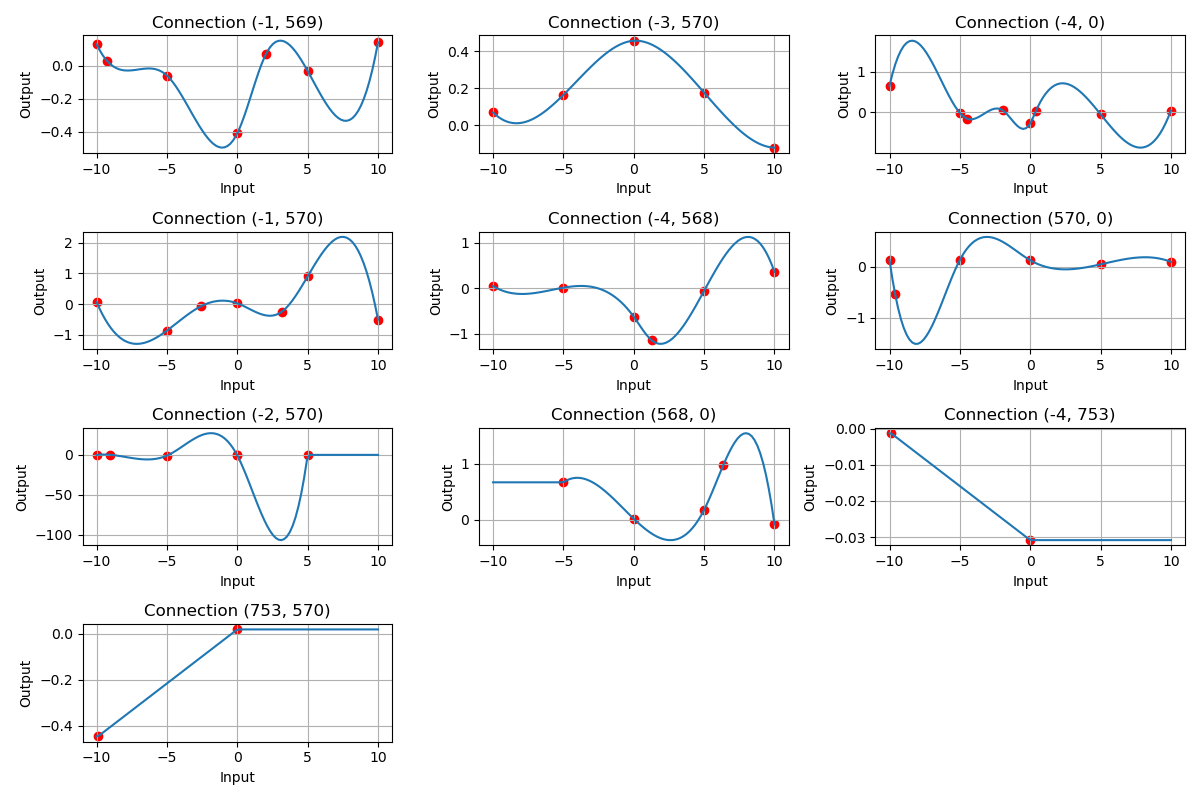 Connection (-1, 569)
Output
0.0
−0.2
−0.4
−10 −5 0 5 10
Input
Connection (-3, 570)
Output
0.4
0.2
0.0
−10 −5 0 5 10
Input
Connection (-4, 0)
Output
1
0
−10 −5 0 5 10
Input
Connection (-1, 570)
Output
2
1
0
−1
−10 −5 0 5 10
Input
Connection (-4, 568)
Output
1
0
−1
−10 −5 0 5 10
Input
Connection (570, 0)
Output
0
−1
−10 −5 0 5 10
Input
Connection (-2, 570)
Output
0
−50
−100
−10 −5 0 5 10
Input
Connection (568, 0)
Output
1
0
−10 −5 0 5 10
Input
Connection (-4, 753)
Output
0.00
−0.01
−0.02
−0.03
−10 −5 0 5 10
Input
Connection (753, 570)
Output
0.0
−0.2
−0.4
−10 −5 0 5 10
Input